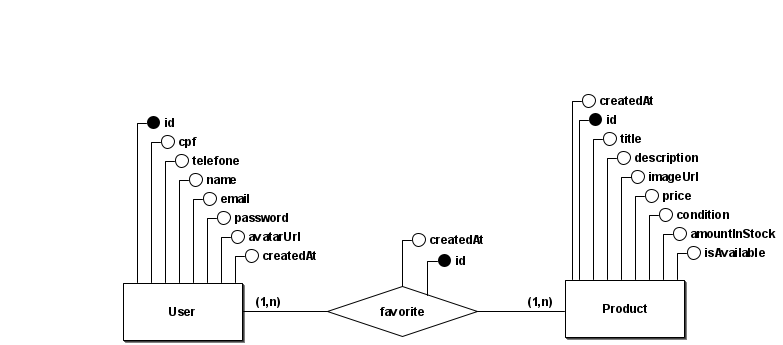 createdAt
id
id
cpf
title
telefone
description
name
imageUrl
email
price
password
condition
avatarUrl
createdAt
amountInStock
createdAt
isAvailable
id
User
(1,n)
favorite
(1,n)
Product